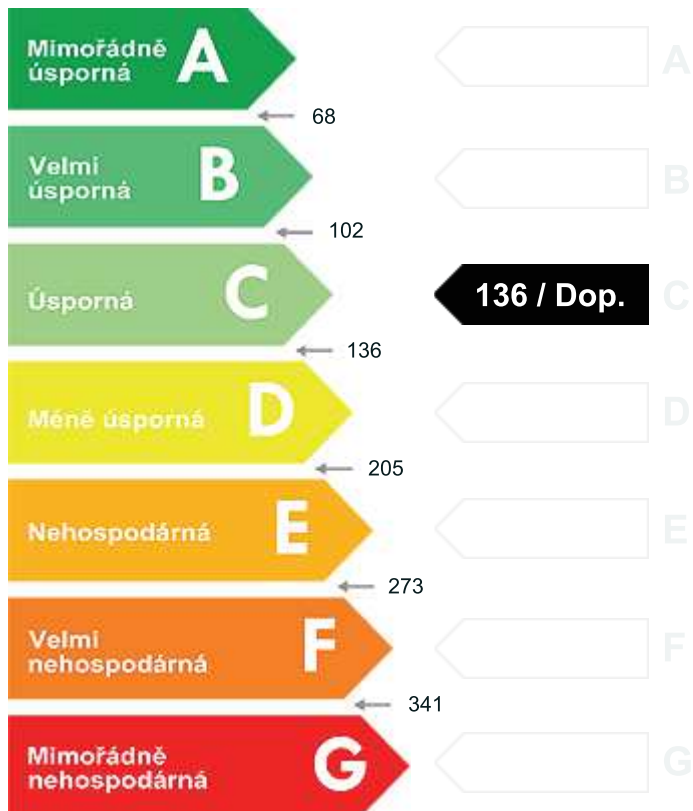 Mimořádně
úsporná
A
A
68
Velmi
úsporná
B
B
102
Úsporná
C
136 / Dop.
C
136
Méně úsporná
D
D
205
Nehospodárná
E
E
273
Velmi
nehospodárná
F
F
341
Mimořádně
nehospodárná
G
G